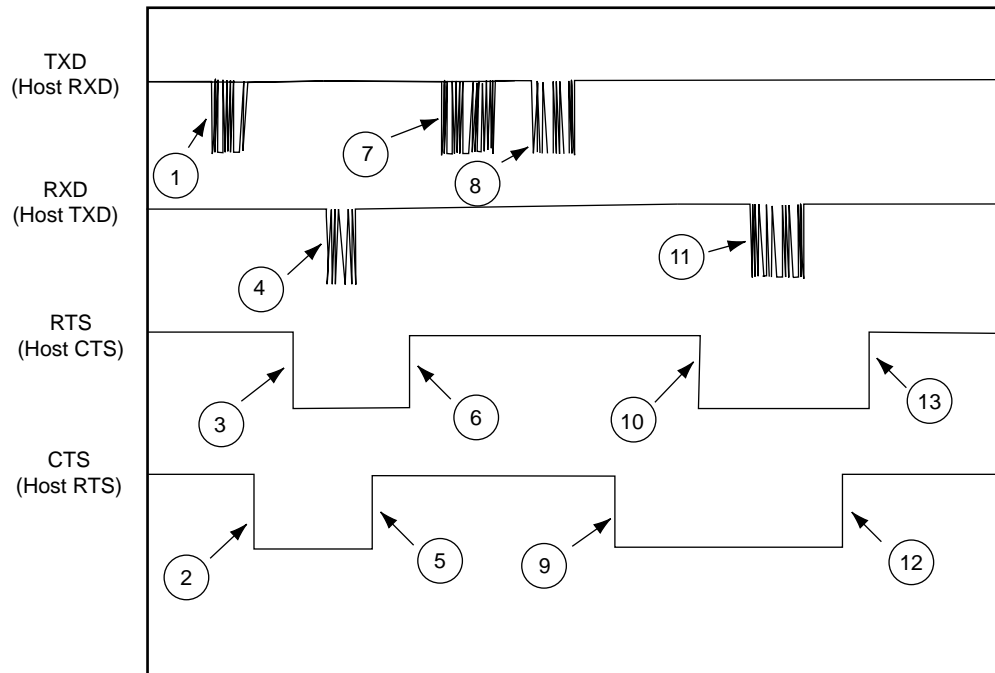 TXD
(Host RXD)
1
7
8
RXD
(Host TXD)
4
11
RTS
(Host CTS)
3
6
10
13
CTS
(Host RTS)
2
5
9
12